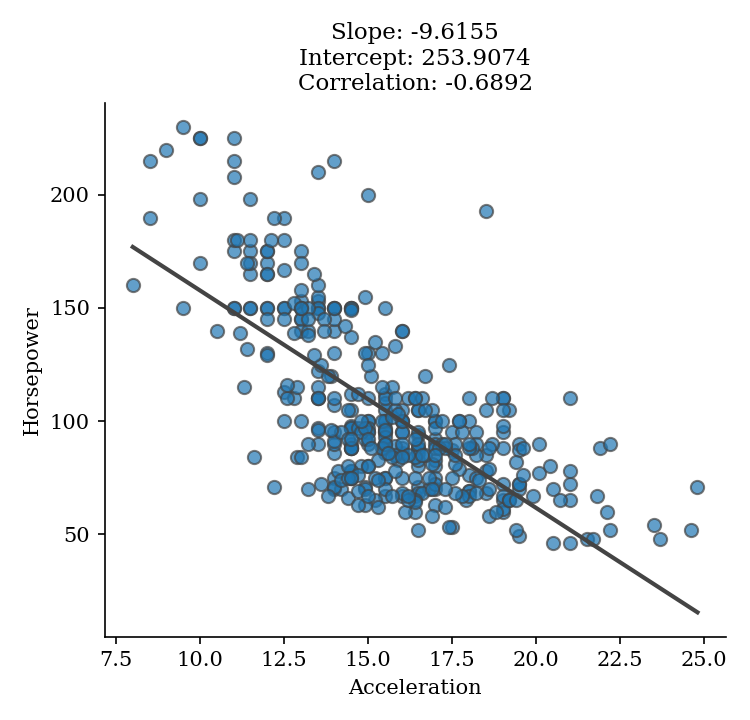 Slope: -9.6155
Intercept: 253.9074
Correlation: -0.6892
200
150
100
50
Horsepower
7.5 10.0 12.5 15.0 17.5 20.0 22.5 25.0
Acceleration